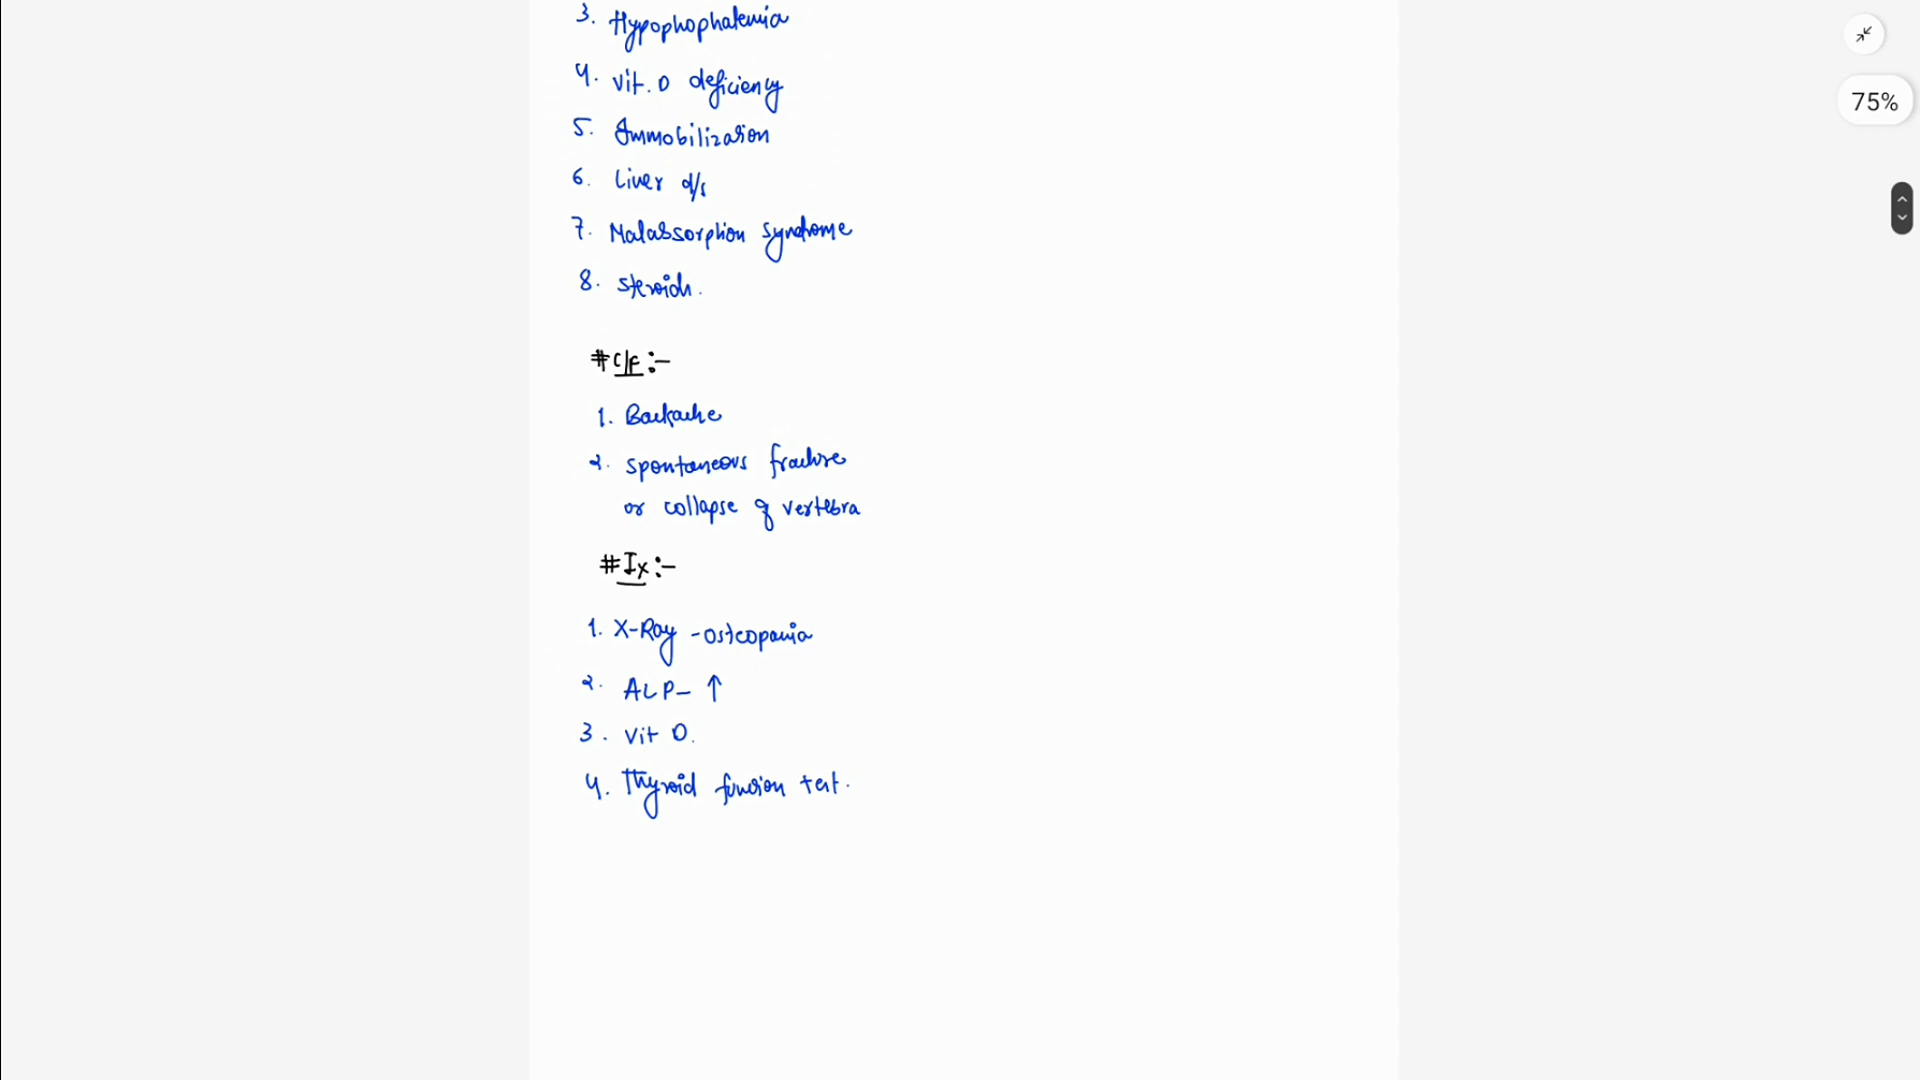 3. Hypophophatemia
4. Vit. D deficiency
5. Immobilization
6. Liver d/s
7. Malabsorption syndrome
8. Steroids.
#C/F:-
1. Backache
2. Spontaneous fracture
or collapse of vertebra
#Ix:-
1. X-Ray - Osteopania
2. ALP- ↑
3. Vit D.
4. Thyroid function test.
75%